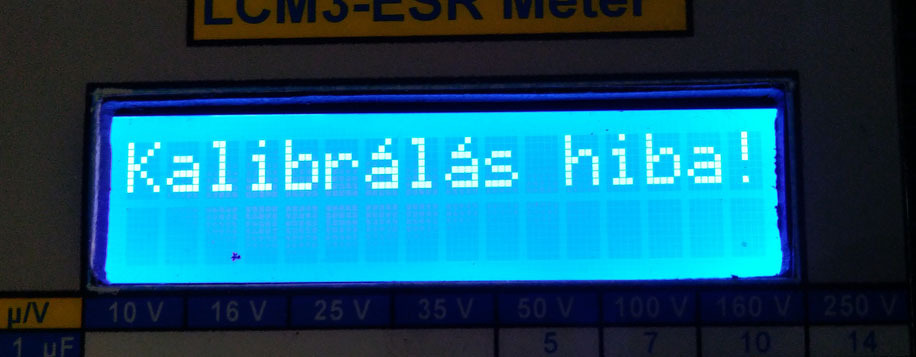 LCM3-ESR Meter
Kalibrálás hiba!
µ/V 10 V 16 V 25 V 35 V 50 V 100 V 160 V 250 V
1 µF 5 7 10 14